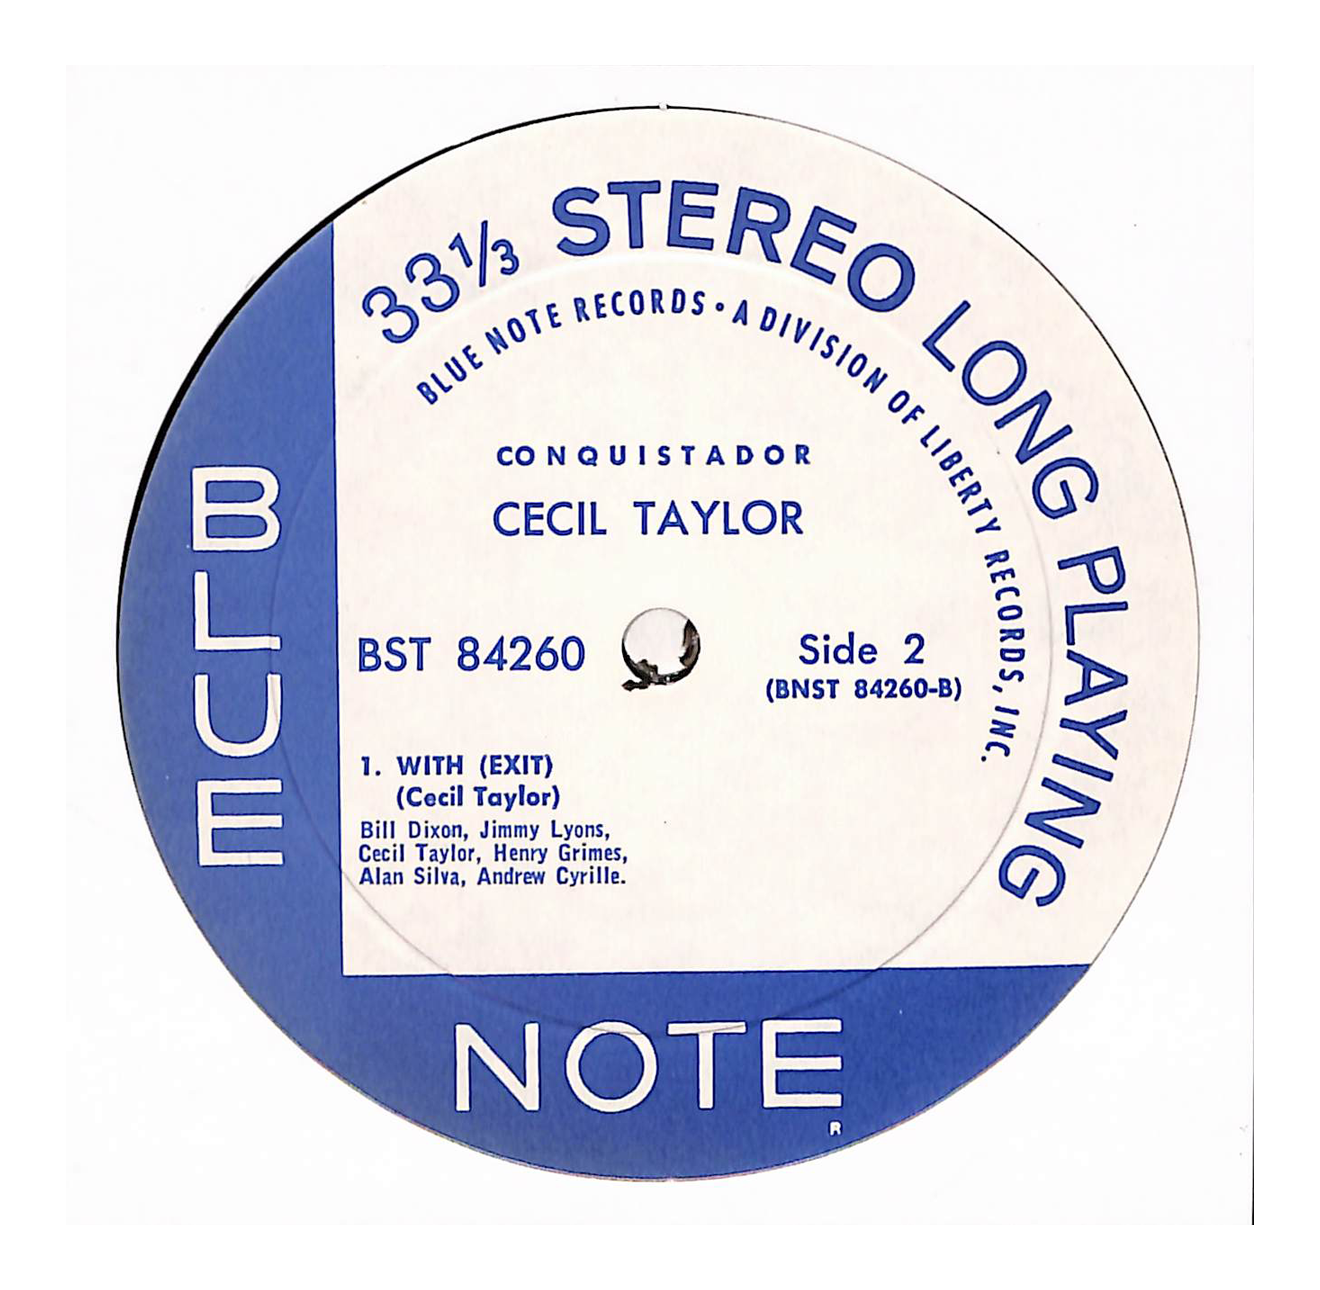 33⅓ STEREO LONG PLAYING
BLUE NOTE RECORDS • A DIVISION OF LIBERTY RECORDS, INC.
CONQUISTADOR
CECIL TAYLOR
BST 84260
Side 2
(BNST 84260-B)
1. WITH (EXIT)
(Cecil Taylor)
Bill Dixon, Jimmy Lyons,
Cecil Taylor, Henry Grimes,
Alan Silva, Andrew Cyrille.
BLUE
NOTE
R